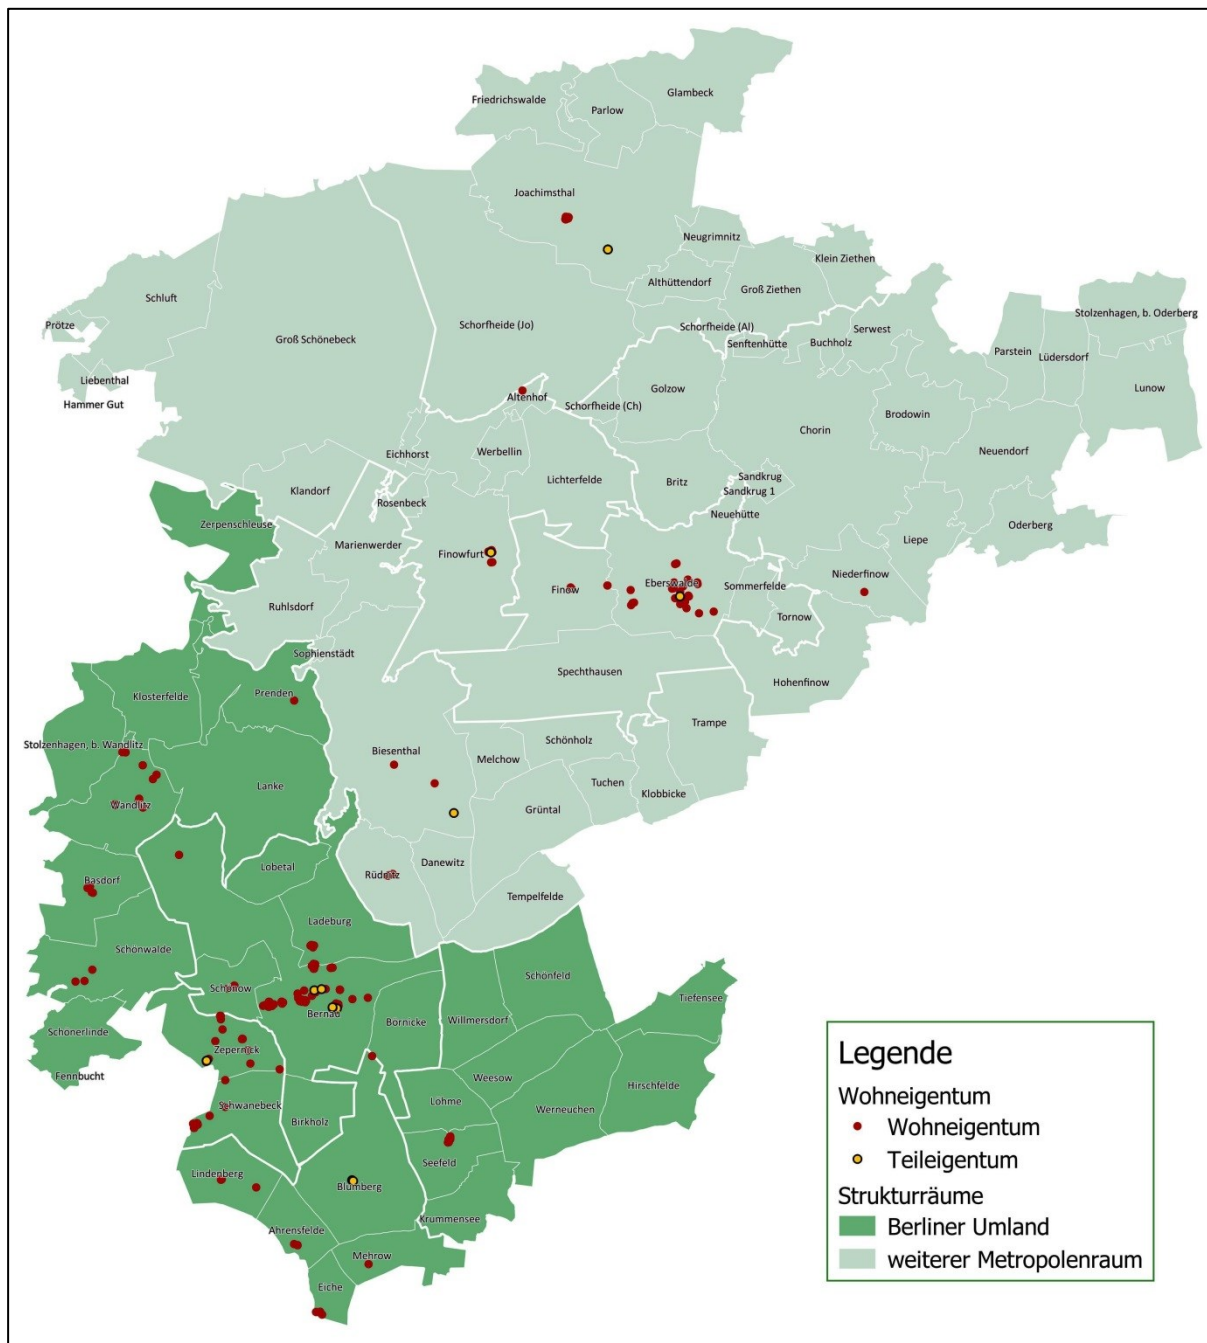 Glambeck
Friedrichswalde
Parlow
Joachimsthal
Neugrimnitz
Klein Ziethen
Althüttendorf
Groß Ziethen
Schluft
Stolzenhagen, b. Oderberg
Prötze
Schorfheide (Jo)
Schorfheide (Al)
Serwest
Groß Schönebeck
Senftenhütte
Buchholz
Parstein
Lüdersdorf
Liebenthal
Golzow
Lunow
Hammer Gut
Altenhof
Schorfheide (Ch)
Brodowin
Chorin
Eichhorst
Werbellin
Neuendorf
Klandorf
Lichterfelde
Britz
Sandkrug
Sandkrug 1
Rosenbeck
Zerpenschleuse
Neuehütte
Oderberg
Marienwerder
Liepe
Finowfurt
Finow
Eberswalde
Sommerfelde
Niederfinow
Ruhlsdorf
Tornow
Sophienstädt
Spechthausen
Hohenfinow
Klosterfelde
Prenden
Trampe
Stolzenhagen, b. Wandlitz
Biesenthal
Melchow
Schönholz
Lanke
Tuchen
Wandlitz
Grüntal
Klobbicke
Lobetal
Danewitz
Basdorf
Rüdnitz
Tempelfelde
Ladeburg
Schönwalde
Schönfeld
Schönow
Tiefensee
Bernau
Börnicke
Willmersdorf
Schönerlinde
Zepernick
Fennbucht
Weesow
Hirschfelde
Schwanebeck
Lohme
Werneuchen
Birkholz
Seefeld
Lindenberg
Blumberg
Krummensee
Ahrensfelde
Mehrow
Eiche
Legende
Wohneigentum
Wohneigentum
Teileigentum
Strukturräume
Berliner Umland
weiterer Metropolenraum